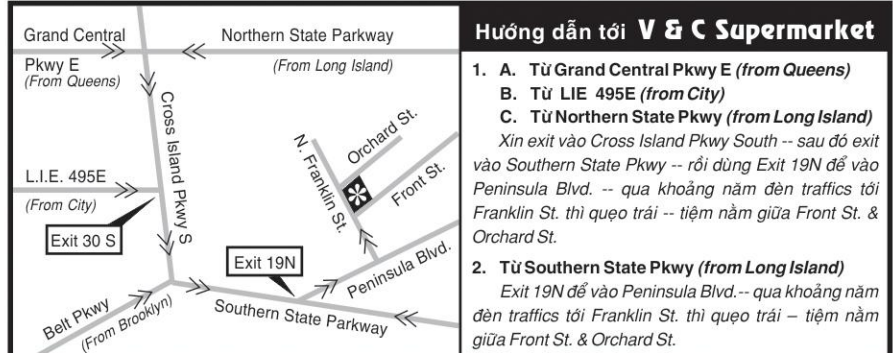 Grand Central
Pkwy E
(From Queens)
Northern State Parkway
(From Long Island)
Cross Island Pkwy S
L.I.E. 495E
(From City)
Exit 30 S
Belt Pkwy
(From Brooklyn)
Exit 19N
Southern State Parkway
Peninsula Blvd.
N. Franklin St.
Orchard St.
Front St.
Hướng dẫn tới V & C Supermarket
1. A. Từ Grand Central Pkwy E (from Queens)
B. Từ LIE 495E (from City)
C. Từ Northern State Pkwy (from Long Island)
Xin exit vào Cross Island Pkwy South -- sau đó exit
vào Southern State Pkwy -- rồi dùng Exit 19N để vào
Peninsula Blvd. -- qua khoảng năm đèn traffics tới
Franklin St. thì quẹo trái -- tiệm nằm giữa Front St. &
Orchard St.
2. Từ Southern State Pkwy (from Long Island)
Exit 19N để vào Peninsula Blvd.-- qua khoảng năm
đèn traffics tới Franklin St. thì quẹo trái – tiệm nằm
giữa Front St. & Orchard St.